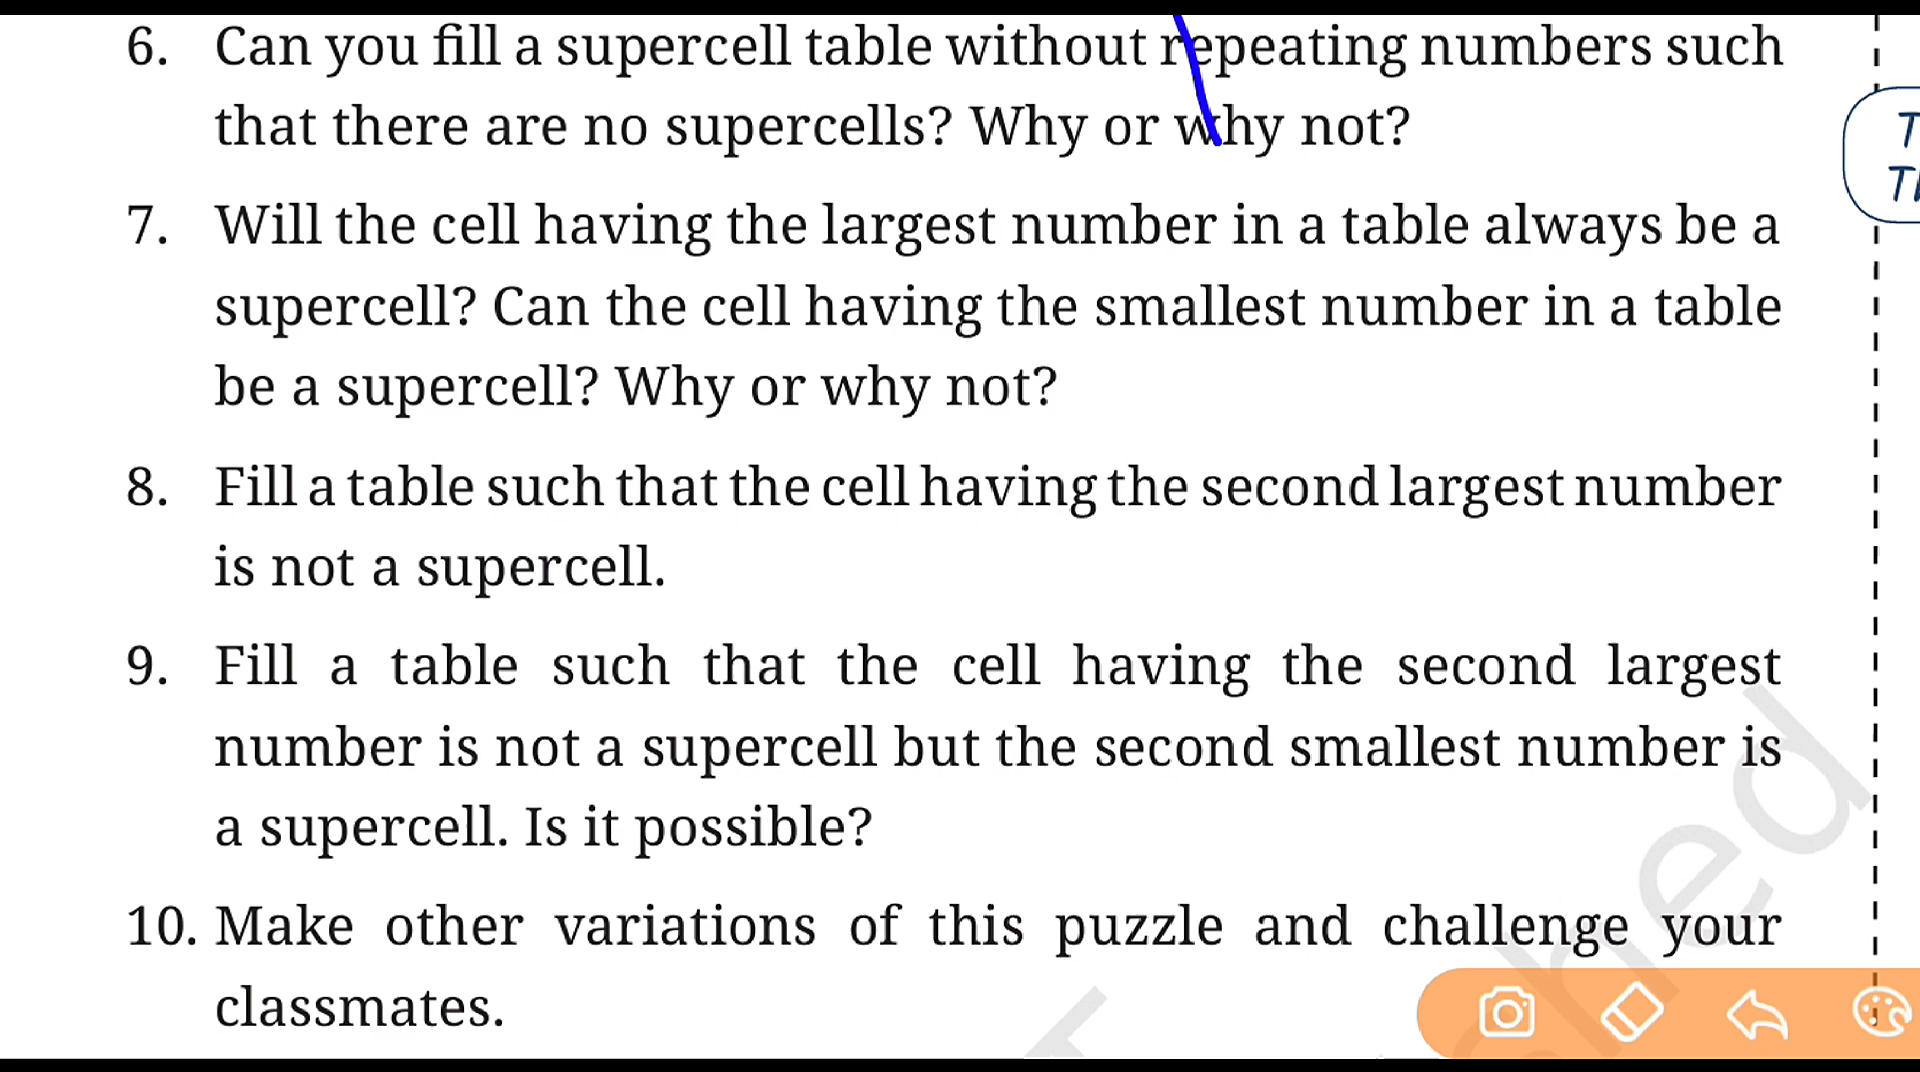 6. Can you fill a supercell table without repeating numbers such
that there are no supercells? Why or why not?
7. Will the cell having the largest number in a table always be a
supercell? Can the cell having the smallest number in a table
be a supercell? Why or why not?
8. Fill a table such that the cell having the second largest number
is not a supercell.
9. Fill a table such that the cell having the second largest
number is not a supercell but the second smallest number is
a supercell. Is it possible?
10. Make other variations of this puzzle and challenge your
classmates.